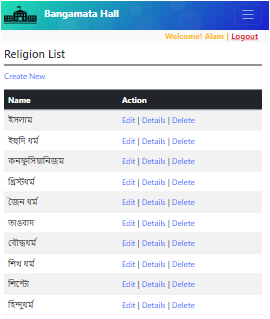 Bangamata Hall
Welcome! Alam | Logout
Religion List
Create New
Name Action
ইসলাম Edit | Details | Delete
ইহুদি ধর্ম Edit | Details | Delete
কনফুসিয়ানিজম Edit | Details | Delete
খ্রিস্টধর্ম Edit | Details | Delete
জৈন ধর্ম Edit | Details | Delete
তাওবাদ Edit | Details | Delete
বৌদ্ধধর্ম Edit | Details | Delete
শিখ ধর্ম Edit | Details | Delete
শিন্টো Edit | Details | Delete
হিন্দুধর্ম Edit | Details | Delete